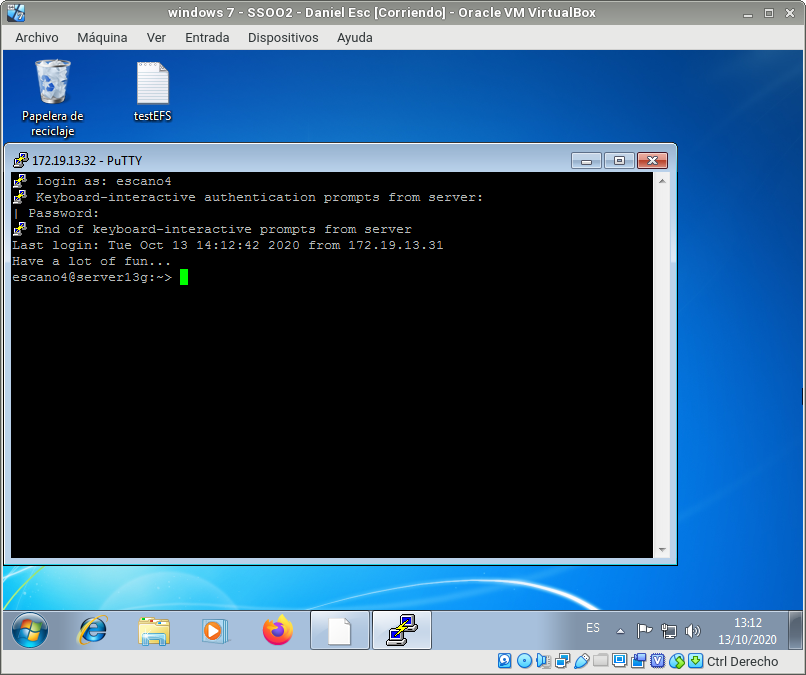 windows 7 - SSOO2 - Daniel Esc [Corriendo] - Oracle VM VirtualBox
Archivo Máquina Ver Entrada Dispositivos Ayuda
Papelera de reciclaje
testEFS
172.19.13.32 - PuTTY
login as: escano4
Keyboard-interactive authentication prompts from server:
| Password:
End of keyboard-interactive prompts from server
Last login: Tue Oct 13 14:12:42 2020 from 172.19.13.31
Have a lot of fun...
escano4@server13g:~>
ES
13:12
13/10/2020
Ctrl Derecho